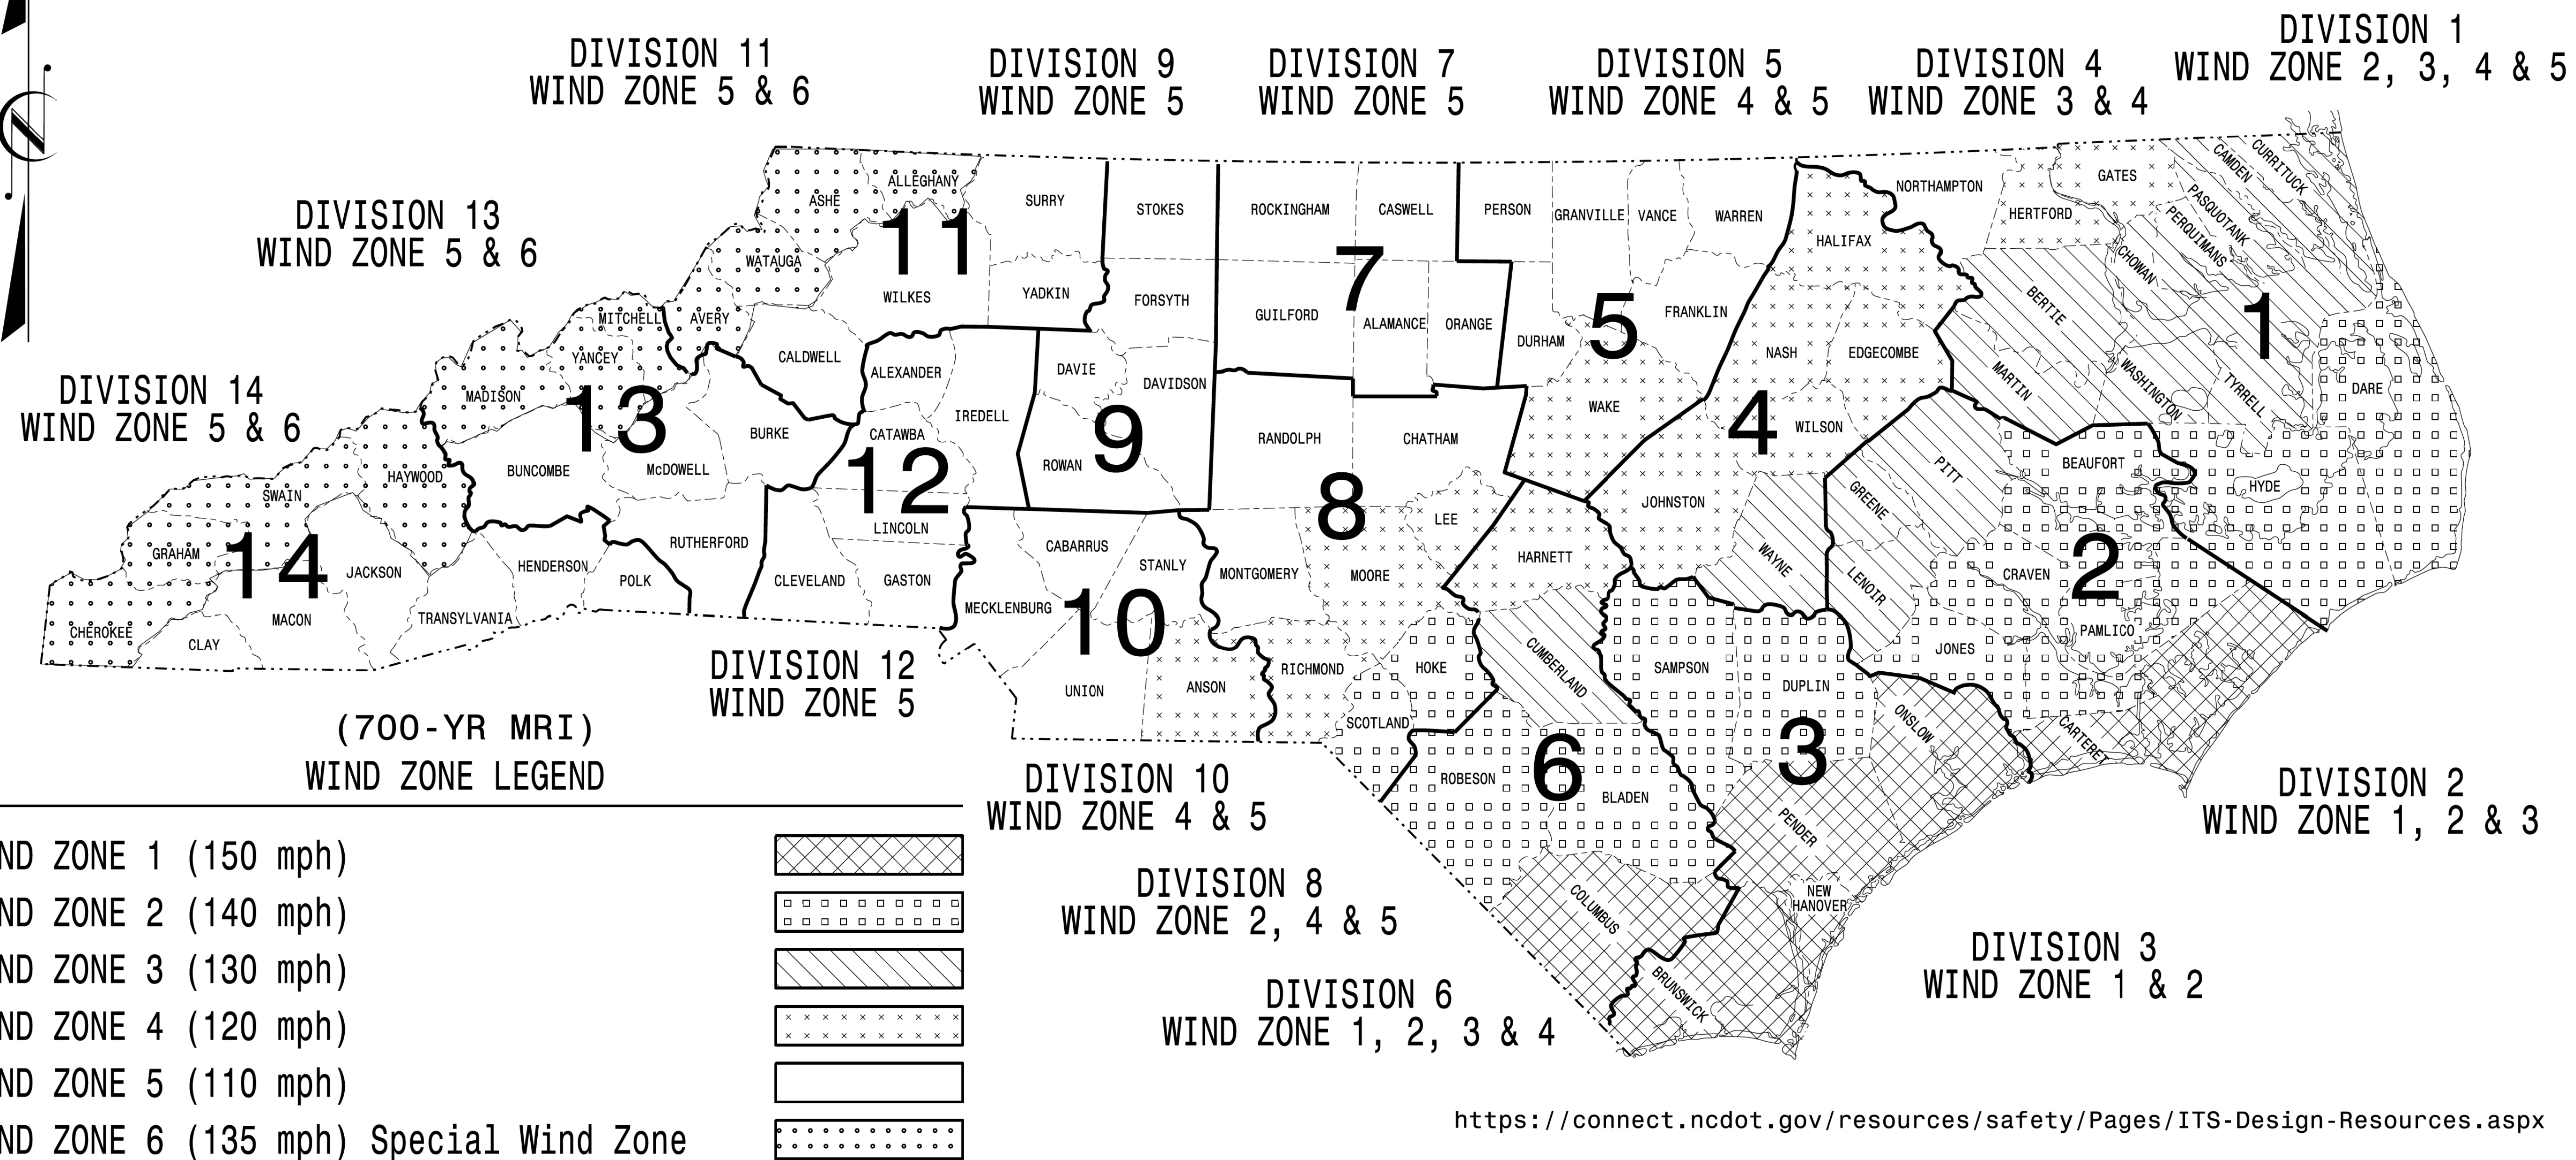 DIVISION 1
WIND ZONE 2, 3, 4 & 5
DIVISION 11
WIND ZONE 5 & 6
DIVISION 9
WIND ZONE 5
DIVISION 7
WIND ZONE 5
DIVISION 5
WIND ZONE 4 & 5
DIVISION 4
WIND ZONE 3 & 4
DIVISION 13
WIND ZONE 5 & 6
DIVISION 14
WIND ZONE 5 & 6
N
ALLEGHANY
ASHE
SURRY
STOKES
ROCKINGHAM
CASWELL
PERSON
GRANVILLE
VANCE
WARREN
NORTHAMPTON
HERTFORD
GATES
CAMDEN
CURRITUCK
PASQUOTANK
PERQUIMANS
CHOWAN
HALIFAX
11
WATAUGA
WILKES
YADKIN
FORSYTH
7
GUILFORD
ALAMANCE
ORANGE
DURHAM
5
FRANKLIN
NASH
EDGECOMBE
BERTIE
1
MITCHELL
AVERY
YANCEY
CALDWELL
ALEXANDER
DAVIE
DAVIDSON
MADISON
13
BURKE
IREDELL
CATAWBA
ROWAN
9
RANDOLPH
CHATHAM
WAKE
4
WILSON
MARTIN
WASHINGTON
TYRRELL
DARE
HAYWOOD
BUNCOMBE
McDOWELL
12
LINCOLN
8
LEE
JOHNSTON
GREENE
PITT
BEAUFORT
HYDE
SWAIN
GRAHAM
14
JACKSON
HENDERSON
POLK
RUTHERFORD
CLEVELAND
GASTON
CABARRUS
STANLY
MONTGOMERY
MOORE
HARNETT
WAYNE
LENOIR
CRAVEN
2
CHEROKEE
CLAY
MACON
TRANSYLVANIA
MECKLENBURG
10
UNION
ANSON
RICHMOND
HOKE
SCOTLAND
CUMBERLAND
SAMPSON
DUPLIN
JONES
PAMLICO
ONSLOW
CARTERET
ROBESON
6
BLADEN
3
PENDER
COLUMBUS
NEW
HANOVER
BRUNSWICK
DIVISION 12
WIND ZONE 5
DIVISION 10
WIND ZONE 4 & 5
DIVISION 8
WIND ZONE 2, 4 & 5
DIVISION 6
WIND ZONE 1, 2, 3 & 4
DIVISION 2
WIND ZONE 1, 2 & 3
DIVISION 3
WIND ZONE 1 & 2
(700-YR MRI)
WIND ZONE LEGEND
ND ZONE 1 (150 mph)
ND ZONE 2 (140 mph)
ND ZONE 3 (130 mph)
ND ZONE 4 (120 mph)
ND ZONE 5 (110 mph)
ND ZONE 6 (135 mph) Special Wind Zone
https://connect.ncdot.gov/resources/safety/Pages/ITS-Design-Resources.aspx